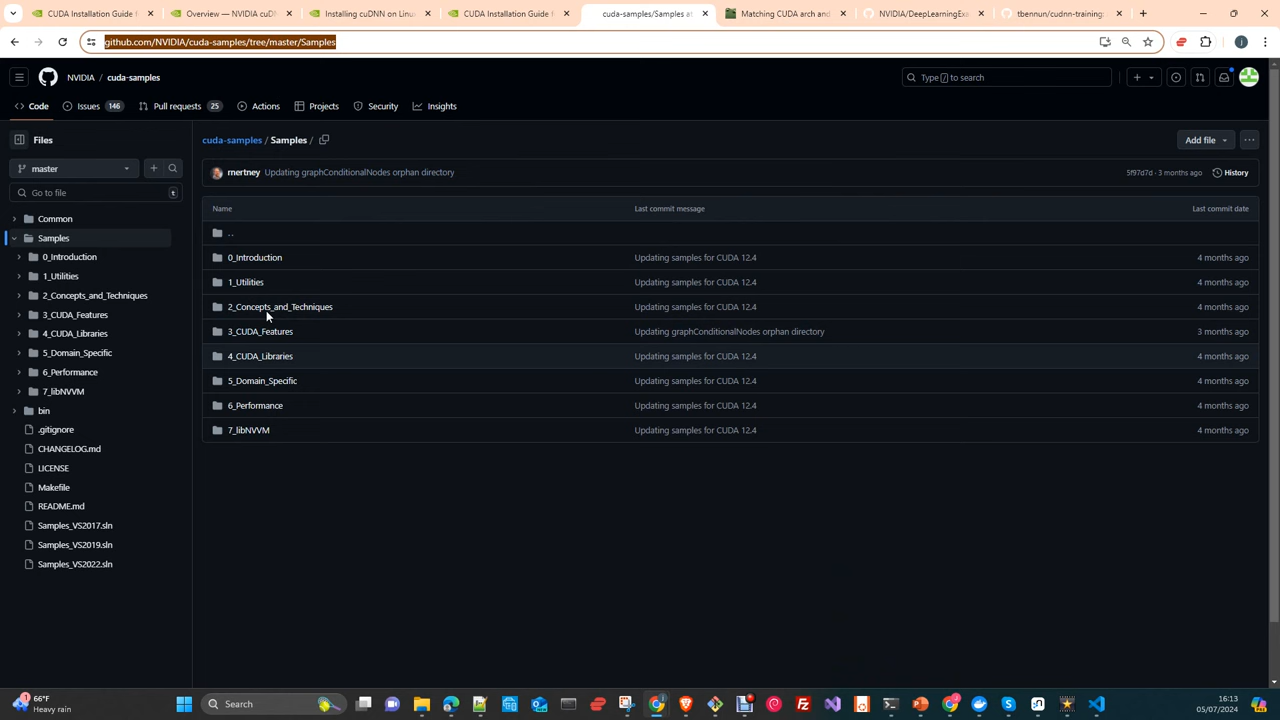 CUDA Installation Guide f
Overview — NVIDIA cuDN
Installing cuDNN on Linu
CUDA Installation Guide f
cuda-samples/Samples at
Matching CUDA arch and
NVIDIA/DeepLearningExa
tbennun/cudnn-training:
github.com/NVIDIA/cuda-samples/tree/master/Samples
NVIDIA / cuda-samples
Type / to search
Code
Issues 146
Pull requests 25
Actions
Projects
Security
Insights
Files
cuda-samples / Samples /
Add file
master
rnertney Updating graphConditionalNodes orphan directory
5f97d7d · 3 months ago
History
Go to file t
Name Last commit message Last commit date
Common
..
Samples
0_Introduction
1_Utilities
2_Concepts_and_Techniques
3_CUDA_Features
4_CUDA_Libraries
5_Domain_Specific
6_Performance
7_libNVVM
bin
.gitignore
CHANGELOG.md
LICENSE
Makefile
README.md
Samples_VS2017.sln
Samples_VS2019.sln
Samples_VS2022.sln
0_Introduction Updating samples for CUDA 12.4 4 months ago
1_Utilities Updating samples for CUDA 12.4 4 months ago
2_Concepts_and_Techniques Updating samples for CUDA 12.4 4 months ago
3_CUDA_Features Updating graphConditionalNodes orphan directory 3 months ago
4_CUDA_Libraries Updating samples for CUDA 12.4 4 months ago
5_Domain_Specific Updating samples for CUDA 12.4 4 months ago
6_Performance Updating samples for CUDA 12.4 4 months ago
7_libNVVM Updating samples for CUDA 12.4 4 months ago
1
66°F
Heavy rain
Search
16:13
05/07/2024